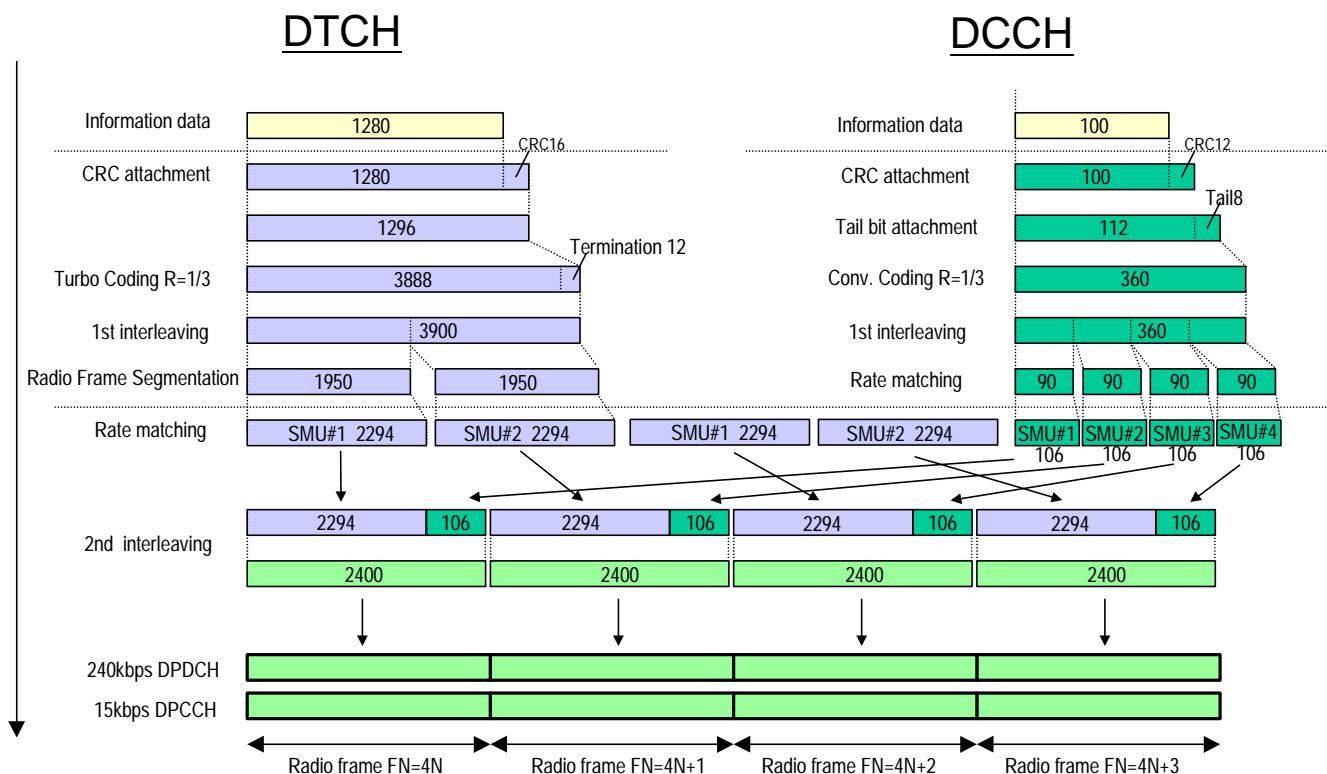 DTCH
DCCH
Information data
1280
Information data
100
CRC16
CRC12
CRC attachment
1280
CRC attachment
100
Tail8
1296
Tail bit attachment
112
Termination 12
Turbo Coding R=1/3
3888
Conv. Coding R=1/3
360
1st interleaving
3900
1st interleaving
360
Radio Frame Segmentation
1950
1950
Rate matching
90
90
90
90
Rate matching
SMU#1 2294
SMU#2 2294
SMU#1 2294
SMU#2 2294
SMU#1
SMU#2
SMU#3
SMU#4
106
106
106
106
2nd interleaving
2294
106
2294
106
2294
106
2294
106
2400
2400
2400
2400
240kbps DPDCH
15kbps DPCCH
Radio frame FN=4N
Radio frame FN=4N+1
Radio frame FN=4N+2
Radio frame FN=4N+3